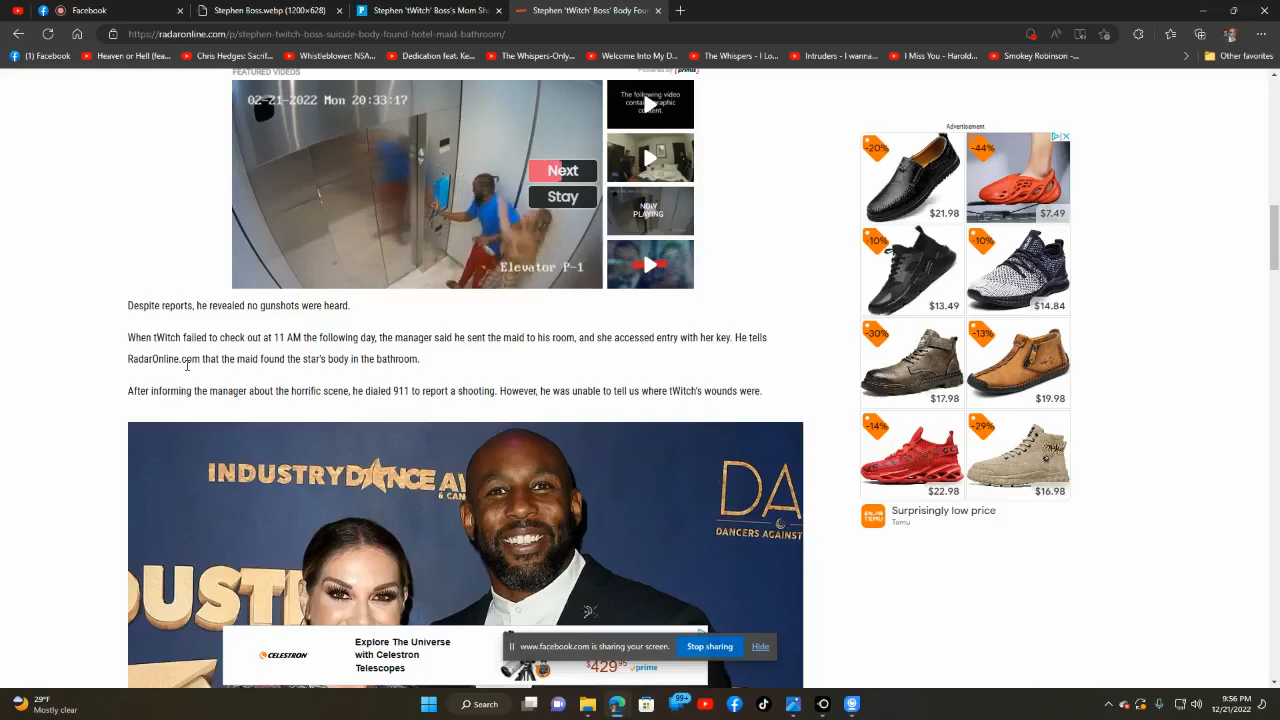 Facebook
Stephen Boss.webp (1200×628)
Stephen 'tWitch' Boss's Mom Sha
Stephen 'tWitch' Boss' Body Four
https://radaronline.com/p/stephen-twitch-boss-suicide-body-found-hotel-maid-bathroom/
(1) Facebook
Heaven or Hell (fea...
Chris Hedges: Sacrif...
Whistleblower: NSA...
Dedication feat. Ke...
The Whispers-Only...
Welcome Into My D...
The Whispers - I Lo...
Intruders - I wanna...
I Miss You - Harold...
Smokey Robinson -...
Other favorites
FEATURED VIDEOS
Powered by [primis]
02-21-2022 Mon 20:33:17
Next
Stay
Elevator P-1
The following video
contains graphic
content.
NOW
PLAYING
Advertisement
-20%
$21.98
-44%
$7.49
-10%
$13.49
-10%
$14.84
-30%
$17.98
-13%
$19.98
-14%
$22.98
-29%
$16.98
TEMU
Surprisingly low price
Temu
Despite reports, he revealed no gunshots were heard.
When tWitch failed to check out at 11 AM the following day, the manager said he sent the maid to his room, and she accessed entry with her key. He tells
RadarOnline.com that the maid found the star's body in the bathroom.
After informing the manager about the horrific scene, he dialed 911 to report a shooting. However, he was unable to tell us where tWitch's wounds were.
INDUSTRY DANCE AW
& CAN
DA
DANCERS AGAINST
OUST
CELESTRON
Explore The Universe
with Celestron
Telescopes
$429.95
prime
www.facebook.com is sharing your screen.
Stop sharing
Hide
29°F
Mostly clear
Search
99+
9:56 PM
12/21/2022